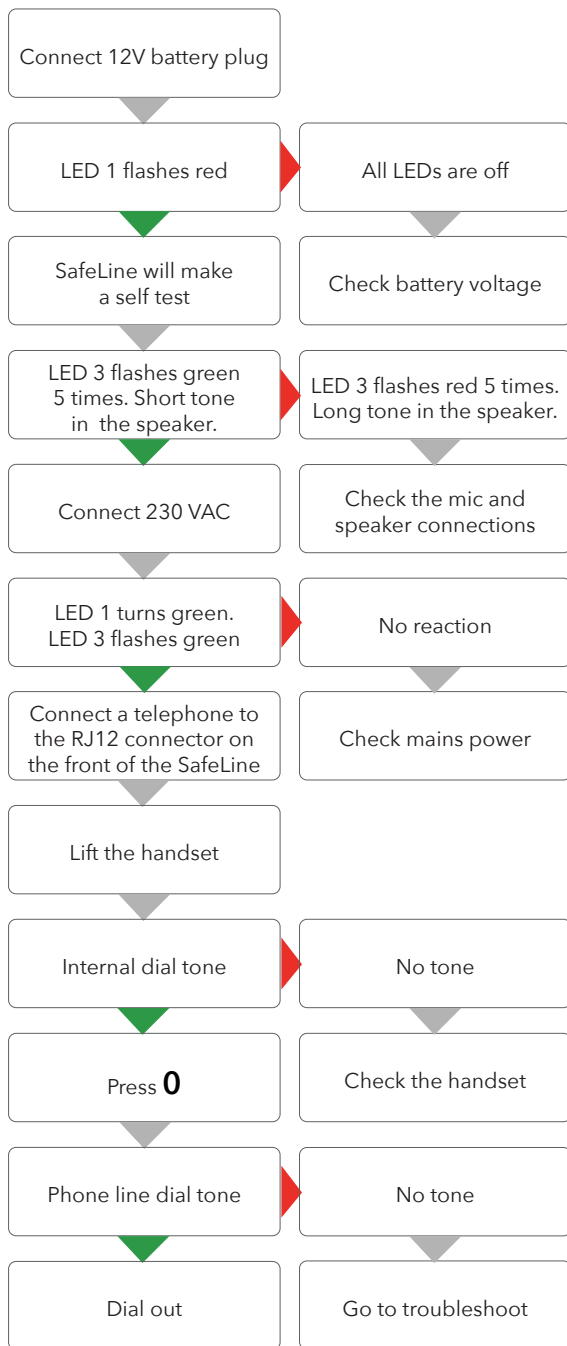 Connect 12V battery plug
LED 1 flashes red
All LEDs are off
SafeLine will make
a self test
Check battery voltage
LED 3 flashes green
5 times. Short tone
in the speaker.
LED 3 flashes red 5 times.
Long tone in the speaker.
Connect 230 VAC
Check the mic and
speaker connections
LED 1 turns green.
LED 3 flashes green
No reaction
Connect a telephone to
the RJ12 connector on
the front of the SafeLine
Check mains power
Lift the handset
Internal dial tone
No tone
Press 0
Check the handset
Phone line dial tone
No tone
Dial out
Go to troubleshoot